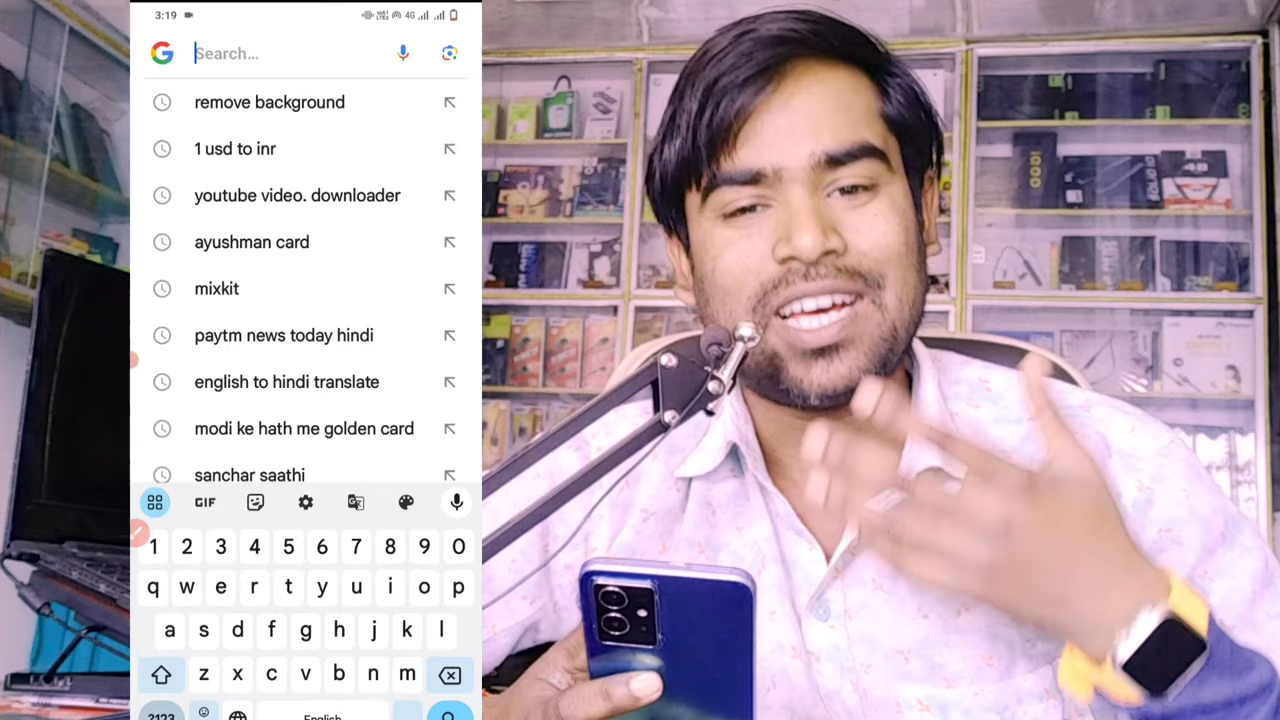 3:19 4G
Search...
remove background
1 usd to inr
youtube video. downloader
ayushman card
mixkit
paytm news today hindi
english to hindi translate
modi ke hath me golden card
sanchar saathi
GIF
1 2 3 4 5 6 7 8 9 0
q w e r t y u i o p
a s d f g h j k l
z x c v b n m
?123 English